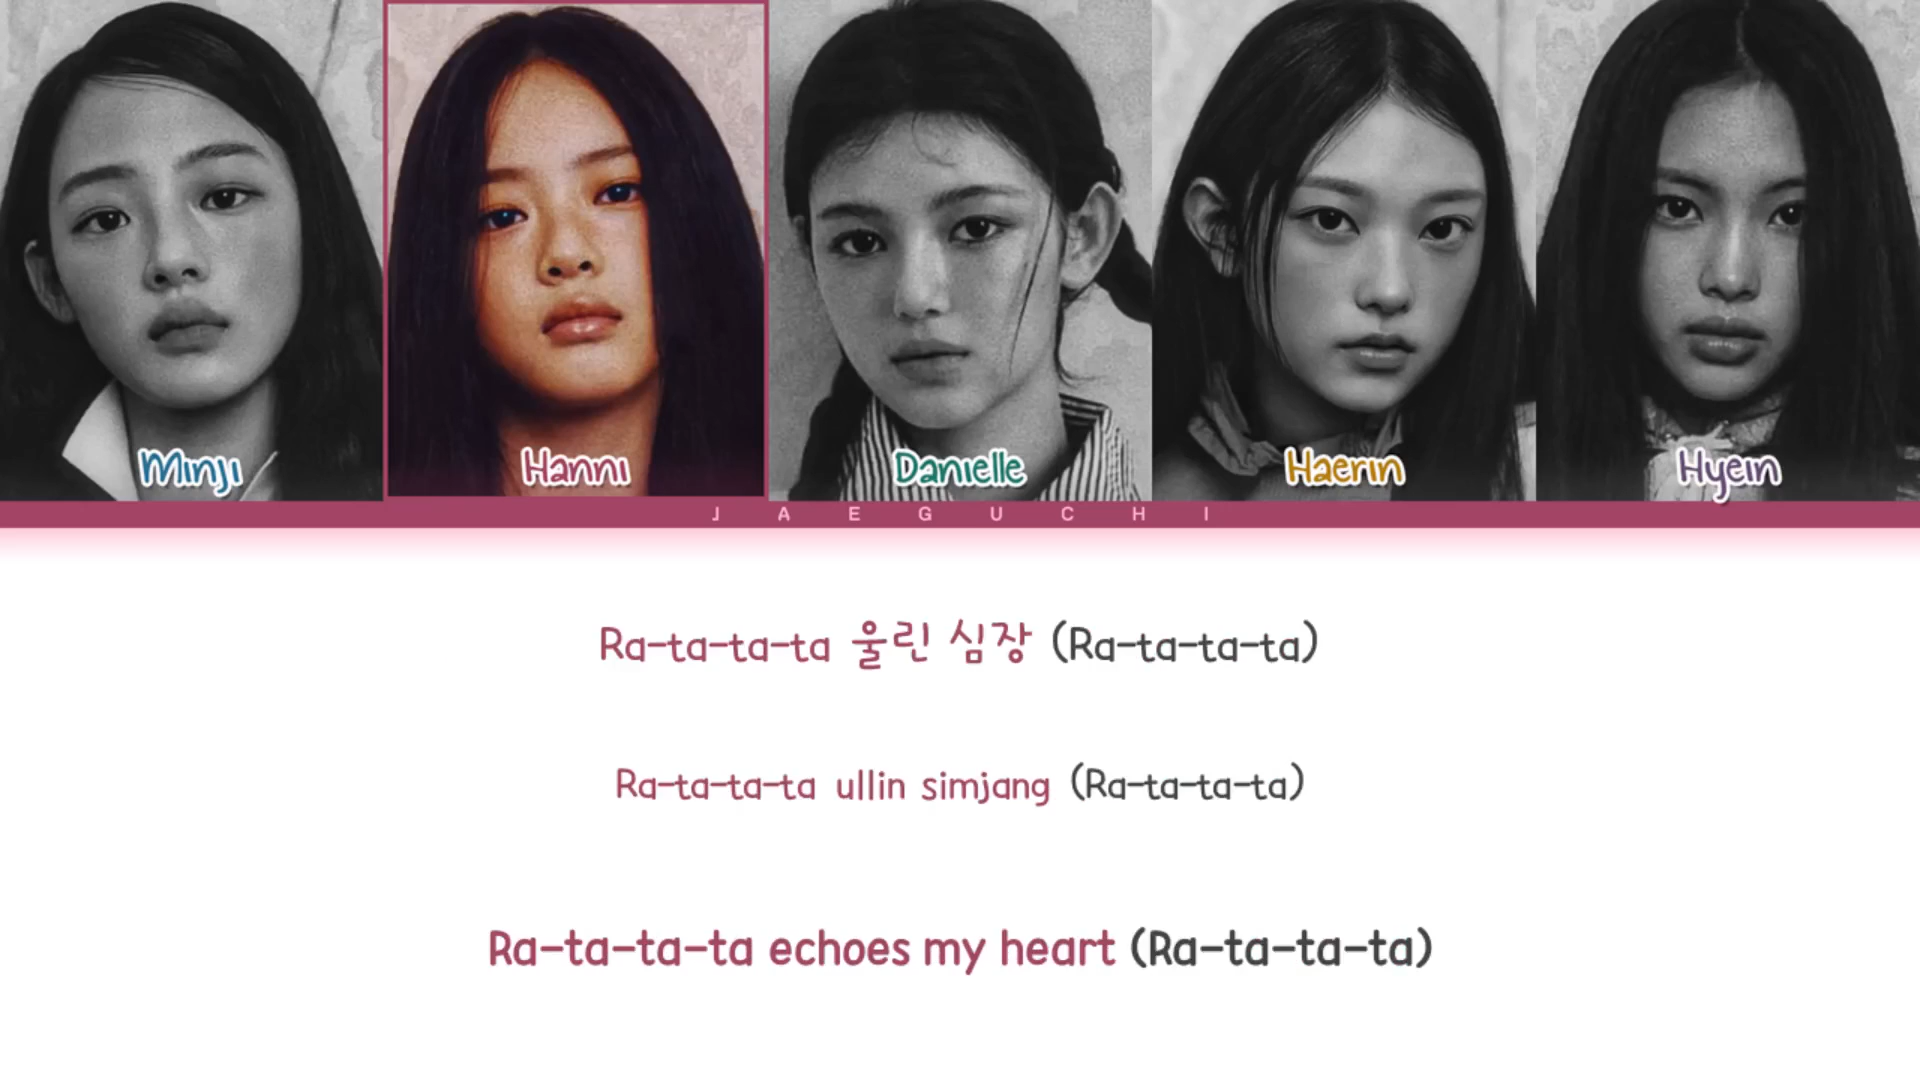 Minji Hanni Danielle Haerin Hyein
JAEGUCHI
Ra-ta-ta-ta 울린 심장 (Ra-ta-ta-ta)
Ra-ta-ta-ta ullin simjang (Ra-ta-ta-ta)
Ra-ta-ta-ta echoes my heart (Ra-ta-ta-ta)